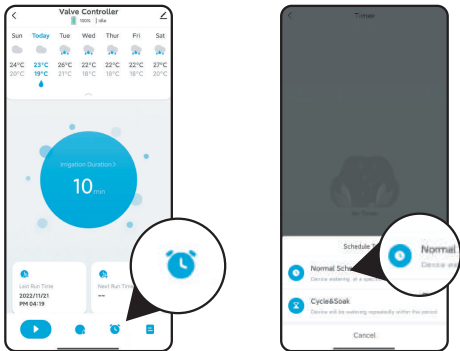 Valve Controller
100% | Idle
Sun Today Tue Wed Thur Fri Sat
24°C 23°C 26°C 22°C 22°C 22°C 27°C
20°C 19°C 21°C 18°C 18°C 18°C 20°C
Irrigation Duration >
10 min
Last Run Time
2022/11/21
PM 04:19
Next Run Time
--
Timer
No Timer
Schedule
Normal
Device
Normal
Device watering at a
Cycle&Soak
Device will be watering repeatedly within this period
Cancel